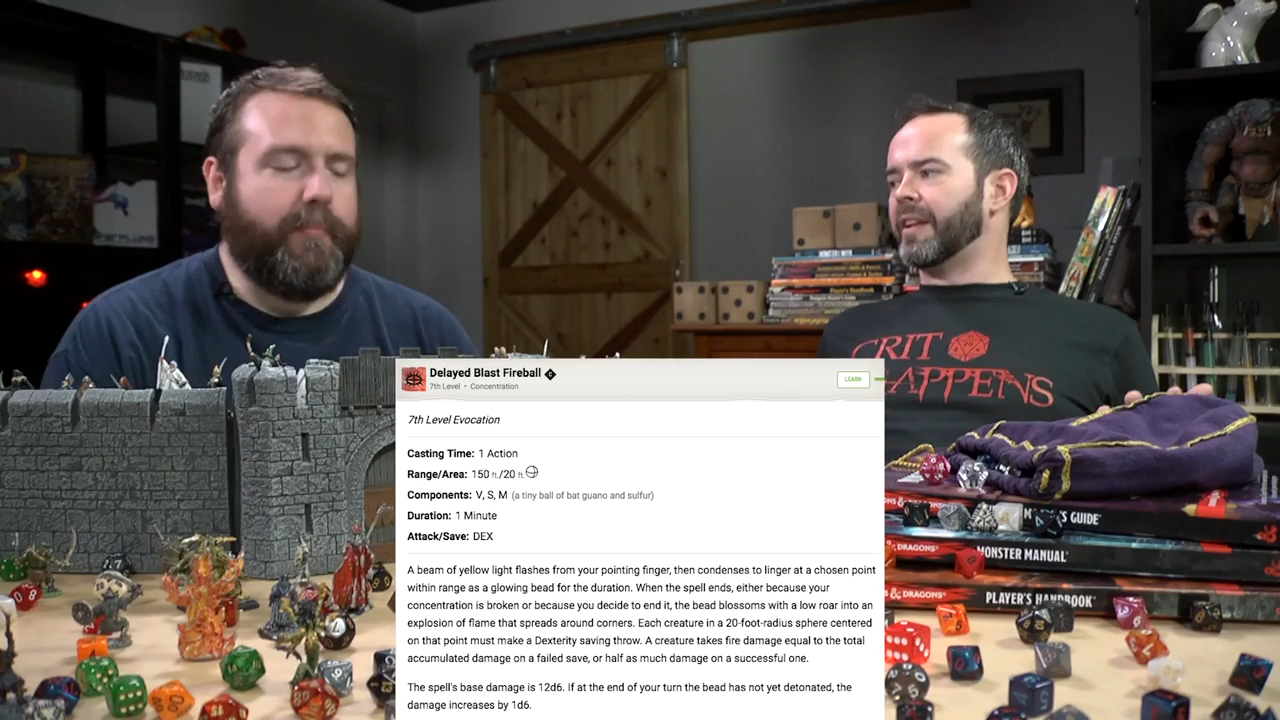 CRIT
HAPPENS
Delayed Blast Fireball
7th Level • Concentration
LEARN
7th Level Evocation
Casting Time: 1 Action
Range/Area: 150 ft./20 ft.
Components: V, S, M (a tiny ball of bat guano and sulfur)
Duration: 1 Minute
Attack/Save: DEX
A beam of yellow light flashes from your pointing finger, then condenses to linger at a chosen point
within range as a glowing bead for the duration. When the spell ends, either because your
concentration is broken or because you decide to end it, the bead blossoms with a low roar into an
explosion of flame that spreads around corners. Each creature in a 20-foot-radius sphere centered
on that point must make a Dexterity saving throw. A creature takes fire damage equal to the total
accumulated damage on a failed save, or half as much damage on a successful one.
The spell's base damage is 12d6. If at the end of your turn the bead has not yet detonated, the
damage increases by 1d6.
GUIDE
DRAGONS
MONSTER MANUAL
DRAGONS
PLAYER'S HANDBOOK